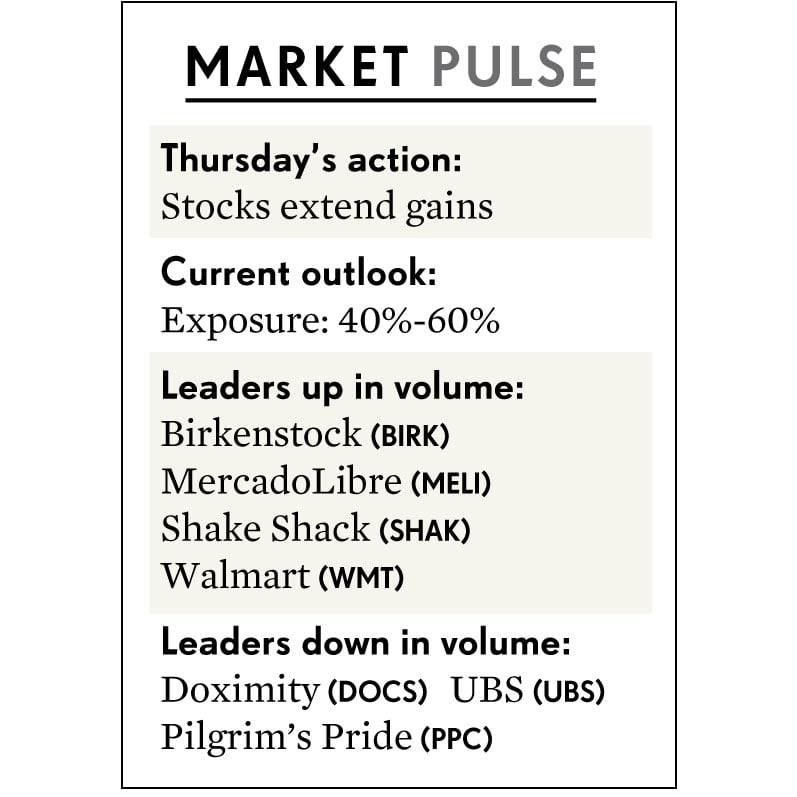 MARKET PULSE
Thursday’s action:
Stocks extend gains
Current outlook:
Exposure: 40%-60%
Leaders up in volume:
Birkenstock (BIRK)
MercadoLibre (MELI)
Shake Shack (SHAK)
Walmart (WMT)
Leaders down in volume:
Doximity (DOCS) UBS (UBS)
Pilgrim’s Pride (PPC)